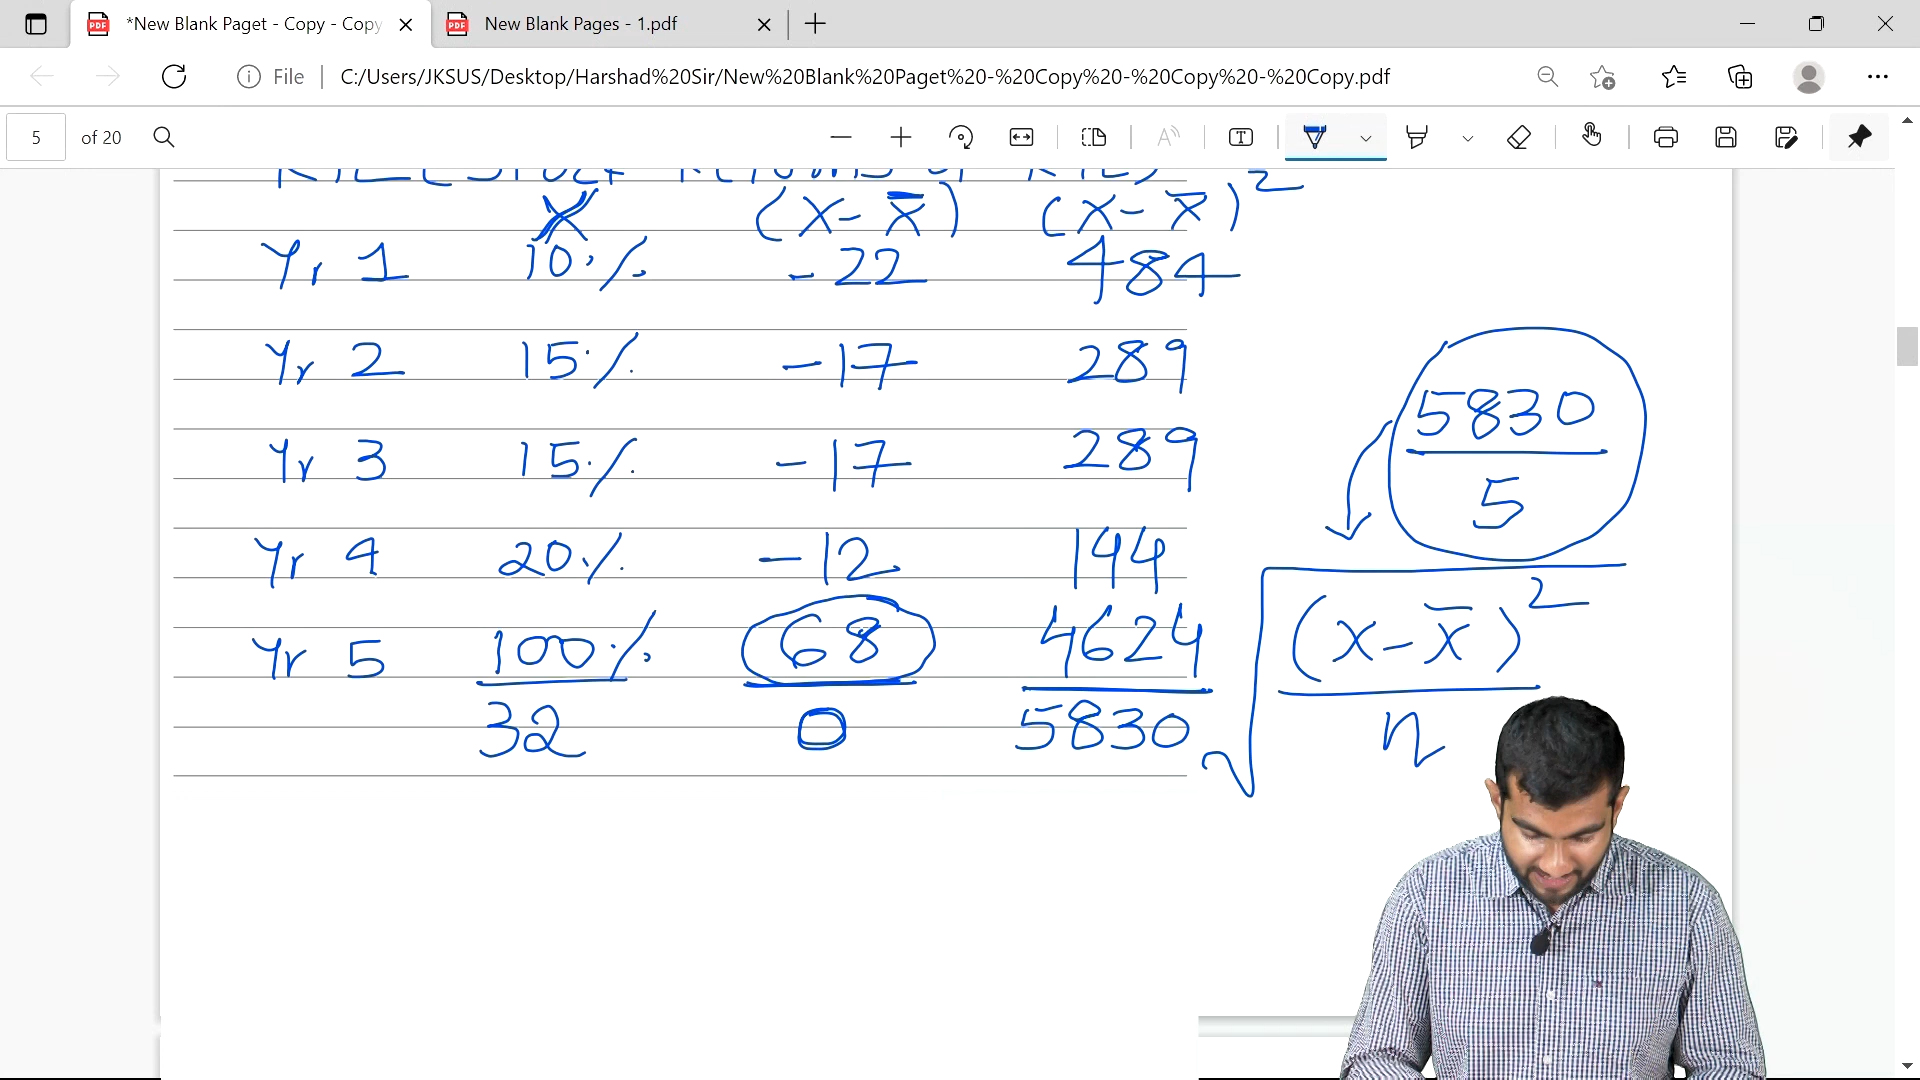 *New Blank Paget - Copy - Copy
New Blank Pages - 1.pdf
File
C:/Users/JKSUS/Desktop/Harshad%20Sir/New%20Blank%20Paget%20-%20Copy%20-%20Copy%20-%20Copy.pdf
5 of 20
X (X-X̅) (X-X̅)²
Yr 1 10% -22 484
Yr 2 15% -17 289
Yr 3 15% -17 289
Yr 4 20% -12 144
Yr 5 100% 68 4624
32 0 5830
5830
5
√(x-x̅)²
n